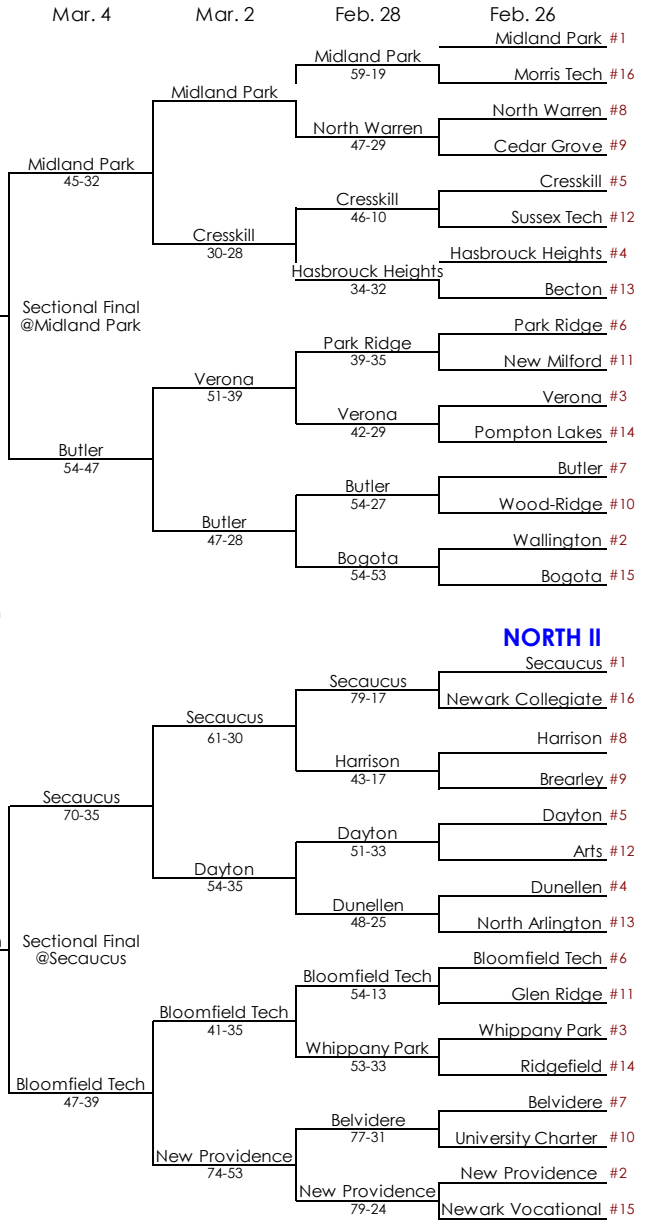 Mar. 4 Mar. 2 Feb. 28 Feb. 26
Midland Park #1
Midland Park
59-19
Morris Tech #16
Midland Park
North Warren #8
North Warren
47-29
Cedar Grove #9
Midland Park
45-32
Cresskill #5
Cresskill
46-10
Sussex Tech #12
Cresskill
30-28
Hasbrouck Heights #4
Hasbrouck Heights
34-32
Becton #13
Sectional Final
@Midland Park
Park Ridge #6
Park Ridge
39-35
New Milford #11
Verona
51-39
Verona #3
Verona
42-29
Pompton Lakes #14
Butler
54-47
Butler #7
Butler
54-27
Wood-Ridge #10
Butler
47-28
Wallington #2
Bogota
54-53
Bogota #15
NORTH II
Secaucus #1
Secaucus
79-17
Newark Collegiate #16
Secaucus
61-30
Harrison #8
Harrison
43-17
Brearley #9
Secaucus
70-35
Dayton #5
Dayton
51-33
Arts #12
Dayton
54-35
Dunellen #4
Dunellen
48-25
North Arlington #13
Sectional Final
@Secaucus
Bloomfield Tech #6
Bloomfield Tech
54-13
Glen Ridge #11
Bloomfield Tech
41-35
Whippany Park #3
Whippany Park
53-33
Ridgefield #14
Bloomfield Tech
47-39
Belvidere #7
Belvidere
77-31
University Charter #10
New Providence
74-53
New Providence #2
New Providence
79-24
Newark Vocational #15